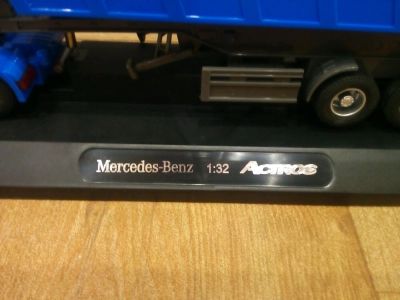 Mercedes-Benz 1:32 ACTROS